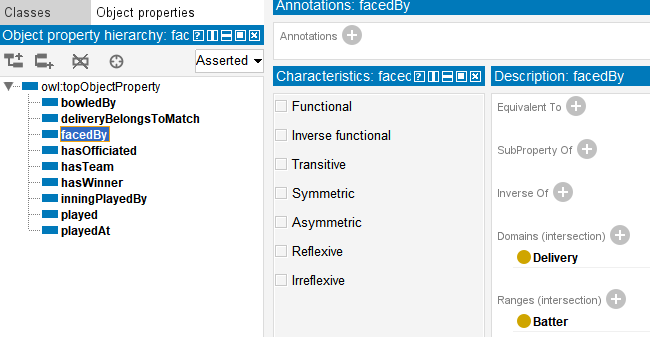 Classes Object properties
Object property hierarchy: fac
Asserted
owl:topObjectProperty
bowledBy
deliveryBelongsToMatch
facedBy
hasOfficiated
hasTeam
hasWinner
inningPlayedBy
played
playedAt
Annotations: facedBy
Annotations
Characteristics: faced
Functional
Inverse functional
Transitive
Symmetric
Asymmetric
Reflexive
Irreflexive
Description: facedBy
Equivalent To
SubProperty Of
Inverse Of
Domains (intersection)
Delivery
Ranges (intersection)
Batter